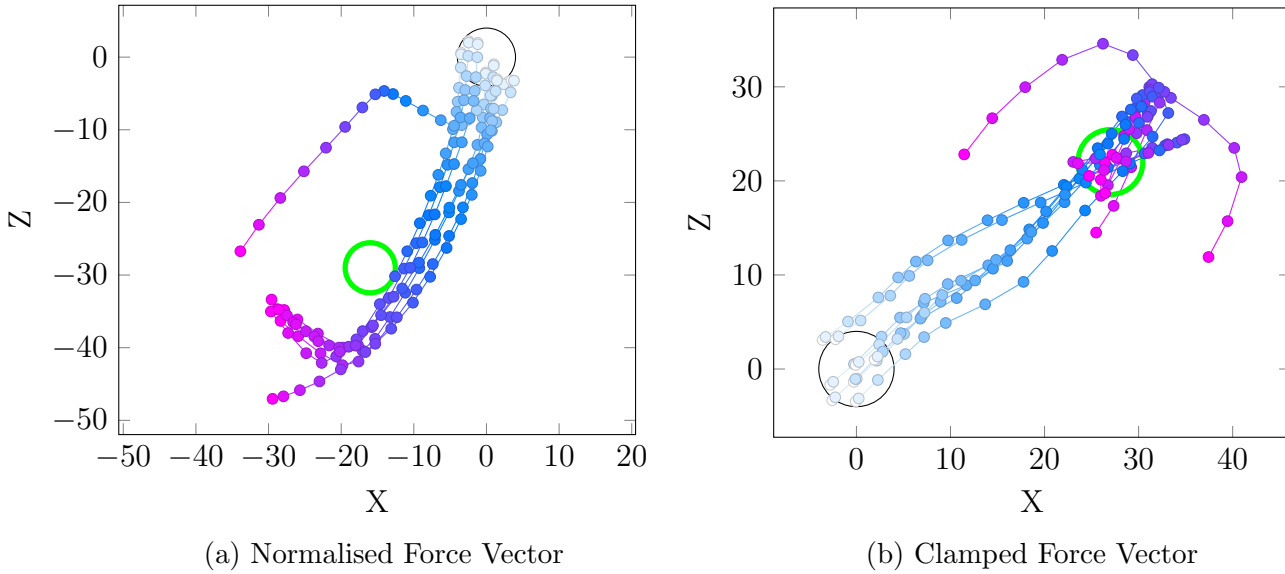 0
−10
−20
−30
−40
−50
−50 −40 −30 −20 −10 0 10 20
Z
X
(a) Normalised Force Vector
30
20
10
0
0 10 20 30 40
Z
X
(b) Clamped Force Vector